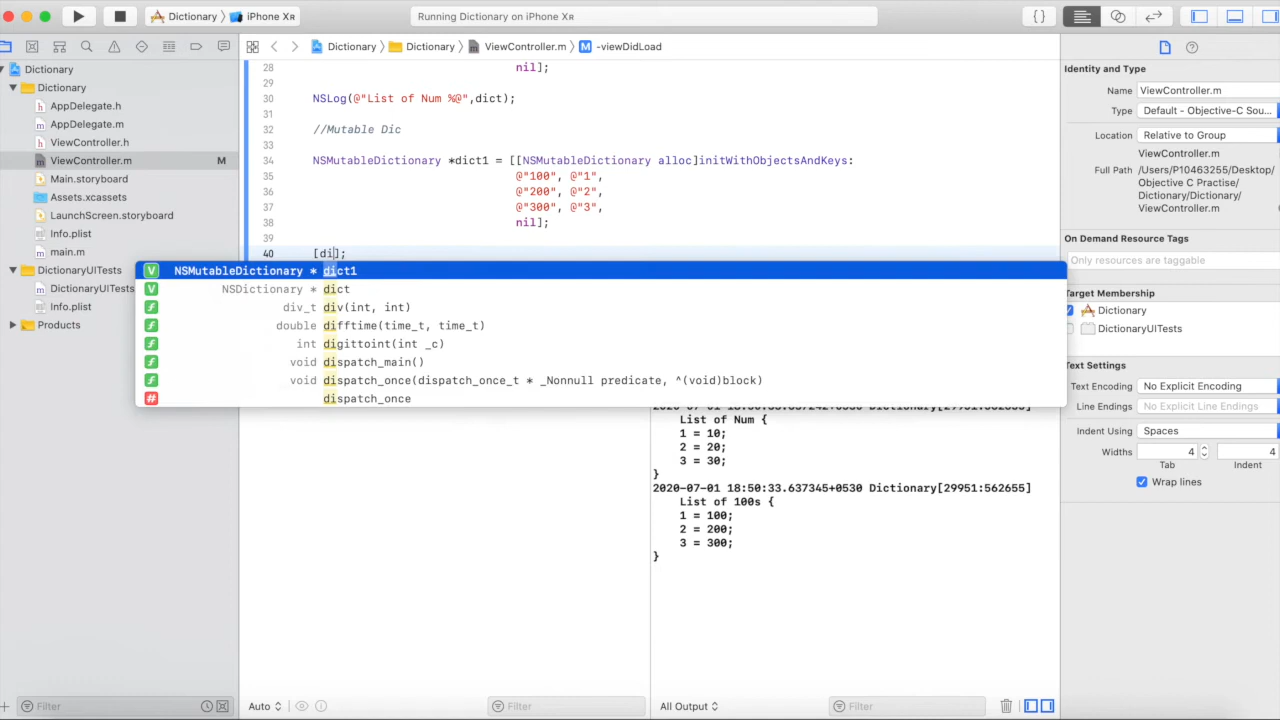 Dictionary iPhone Xʀ Running Dictionary on iPhone Xʀ { }
Dictionary Dictionary ViewController.m M -viewDidLoad
Dictionary
Dictionary
AppDelegate.h
AppDelegate.m
ViewController.h
ViewController.m M
Main.storyboard
Assets.xcassets
LaunchScreen.storyboard
Info.plist
main.m
DictionaryUITests
DictionaryUITests
Info.plist
Products
28 nil];
29
30 NSLog(@"List of Num %@",dict);
31
32 //Mutable Dic
33
34 NSMutableDictionary *dict1 = [[NSMutableDictionary alloc]initWithObjectsAndKeys:
35 @"100", @"1",
36 @"200", @"2",
37 @"300", @"3",
38 nil];
39
40 [di];
V NSMutableDictionary * dict1
V NSDictionary * dict
f div_t div(int, int)
f double difftime(time_t, time_t)
f int digittoint(int _c)
f void dispatch_main()
f void dispatch_once(dispatch_once_t * _Nonnull predicate, ^(void)block)
# dispatch_once
List of Num {
1 = 10;
2 = 20;
3 = 30;
}
2020-07-01 18:50:33.637345+0530 Dictionary[29951:562655]
List of 100s {
1 = 100;
2 = 200;
3 = 300;
}
Identity and Type
Name ViewController.m
Type Default - Objective-C Sou...
Location Relative to Group
ViewController.m
Full Path /Users/P10463255/Desktop/
Objective C Practise/
Dictionary/Dictionary/
ViewController.m
On Demand Resource Tags
Only resources are taggable
Target Membership
Dictionary
DictionaryUITests
Text Settings
Text Encoding No Explicit Encoding
Line Endings No Explicit Line Endings
Indent Using Spaces
Widths 4 4
Tab Indent
Wrap lines
Filter Auto Filter All Output Filter